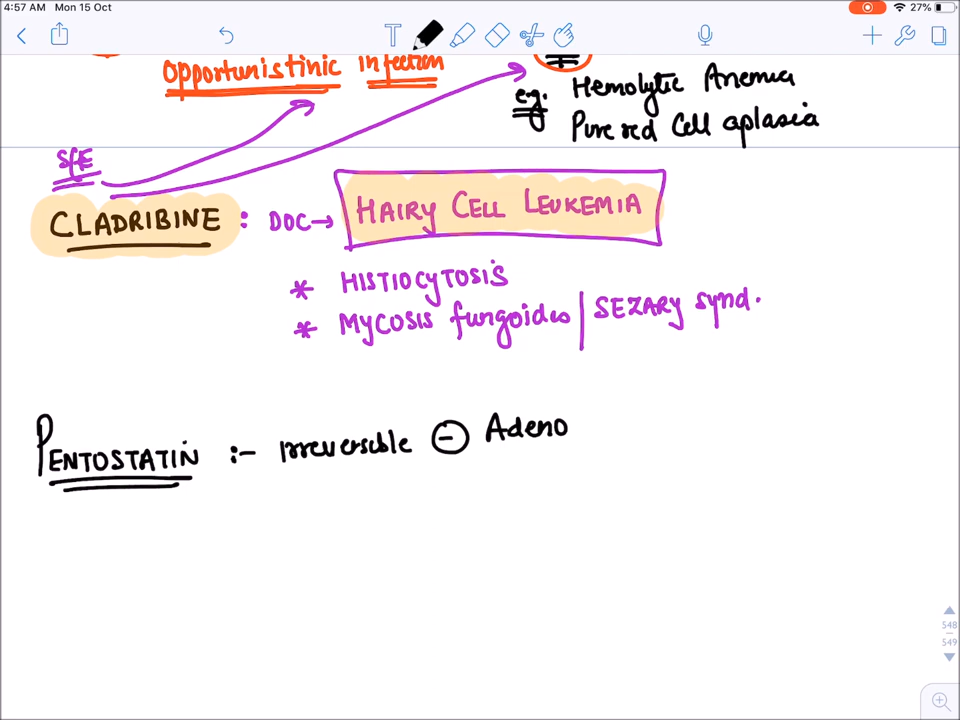 4:57 AM Mon 15 Oct 27%
T
Opportunistinic infection
eg. Hemolytic Anemia
Pure red Cell aplasia
S/E
CLADRIBINE : DOC→ HAIRY CELL LEUKEMIA
* HISTIOCYTOSIS
* MYCOSIS fungoides | SEZARY synd.
PENTOSTATIN :- irreversible ⊖ Adeno
548
549